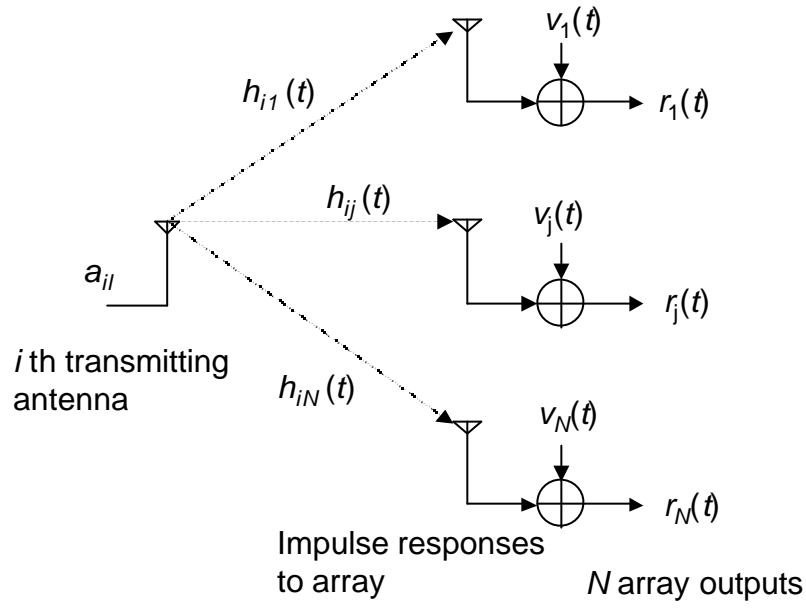 v1(t)
hi1(t)
r1(t)
hij(t)
vj(t)
ail
rj(t)
i th transmitting
antenna
hiN(t)
vN(t)
rN(t)
Impulse responses
to array
N array outputs